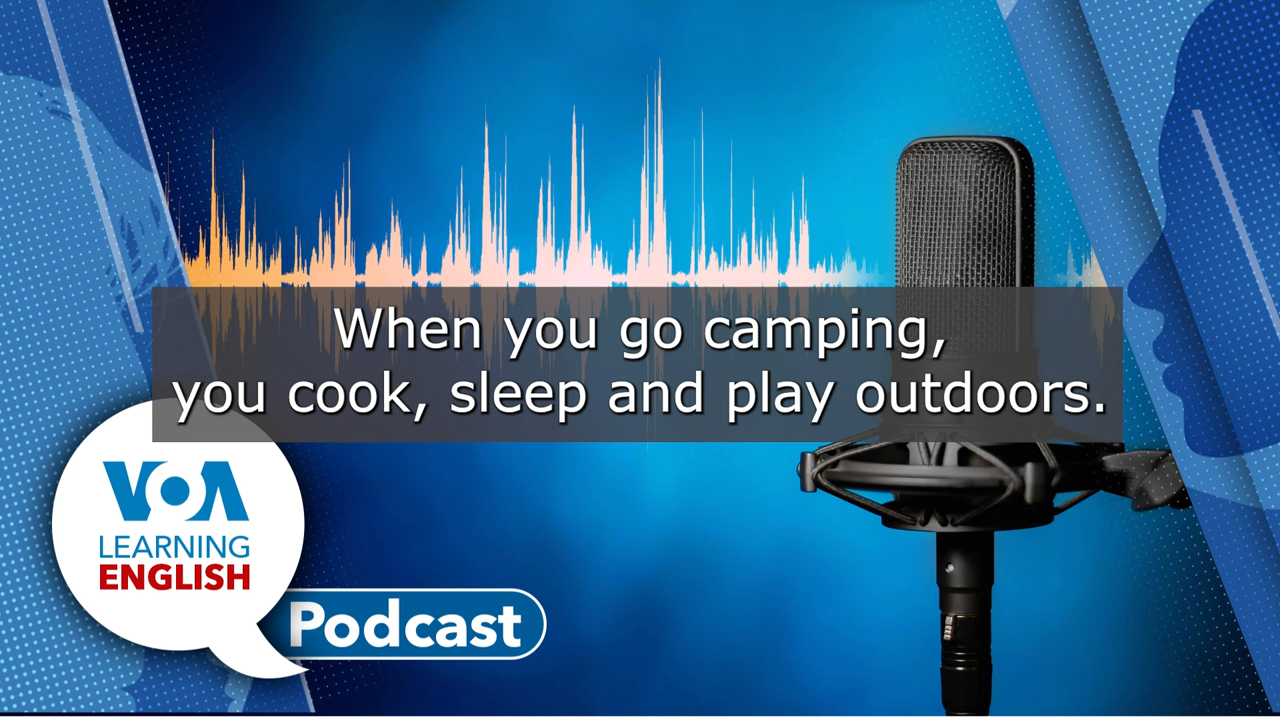 When you go camping,
you cook, sleep and play outdoors.
VOA
LEARNING
ENGLISH
Podcast